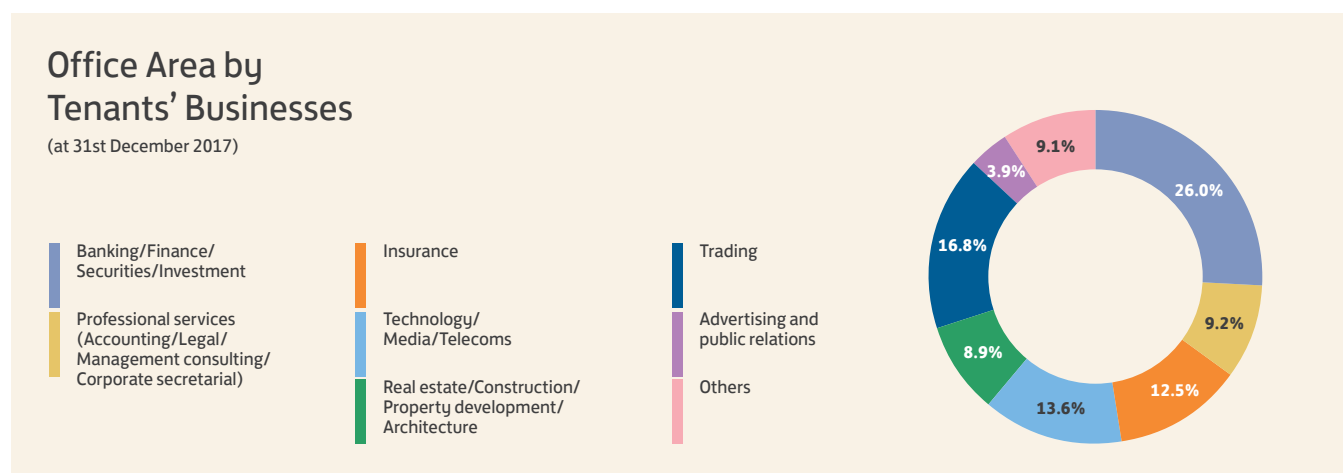 Office Area by
Tenants’ Businesses
(at 31st December 2017)
Banking/Finance/
Securities/Investment
Professional services
(Accounting/Legal/
Management consulting/
Corporate secretarial)
Insurance
Technology/
Media/Telecoms
Real estate/Construction/
Property development/
Architecture
Trading
Advertising and
public relations
Others
26.0%
9.2%
12.5%
13.6%
8.9%
16.8%
3.9%
9.1%